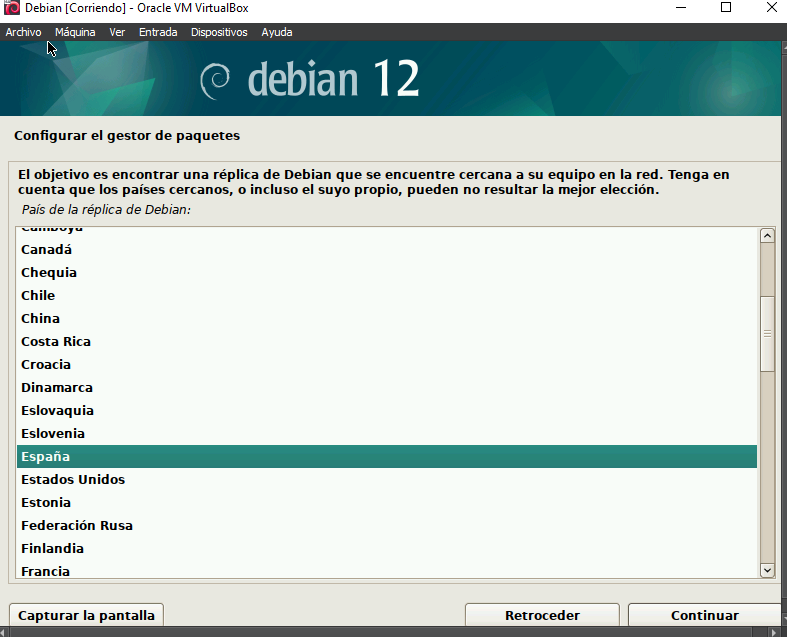 Debian [Corriendo] - Oracle VM VirtualBox
Archivo Máquina Ver Entrada Dispositivos Ayuda
debian 12
Configurar el gestor de paquetes
El objetivo es encontrar una réplica de Debian que se encuentre cercana a su equipo en la red. Tenga en
cuenta que los países cercanos, o incluso el suyo propio, pueden no resultar la mejor elección.
País de la réplica de Debian:
Camboya
Canadá
Chequia
Chile
China
Costa Rica
Croacia
Dinamarca
Eslovaquia
Eslovenia
España
Estados Unidos
Estonia
Federación Rusa
Finlandia
Francia
Capturar la pantalla Retroceder Continuar